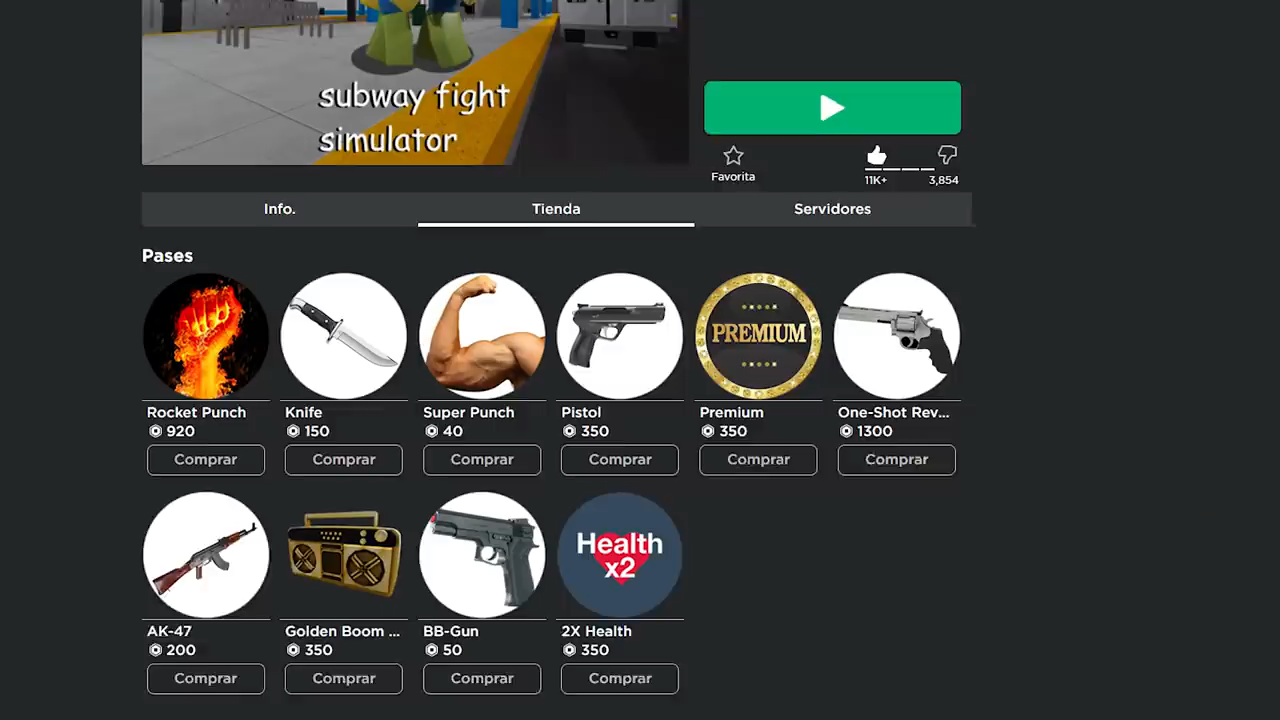 subway fight
simulator
Favorita
11K+
3,854
Info.
Tienda
Servidores
Pases
PREMIUM
Rocket Punch
Knife
Super Punch
Pistol
Premium
One-Shot Rev...
920
150
40
350
350
1300
Comprar
Comprar
Comprar
Comprar
Comprar
Comprar
Health
x2
AK-47
Golden Boom ...
BB-Gun
2X Health
200
350
50
350
Comprar
Comprar
Comprar
Comprar